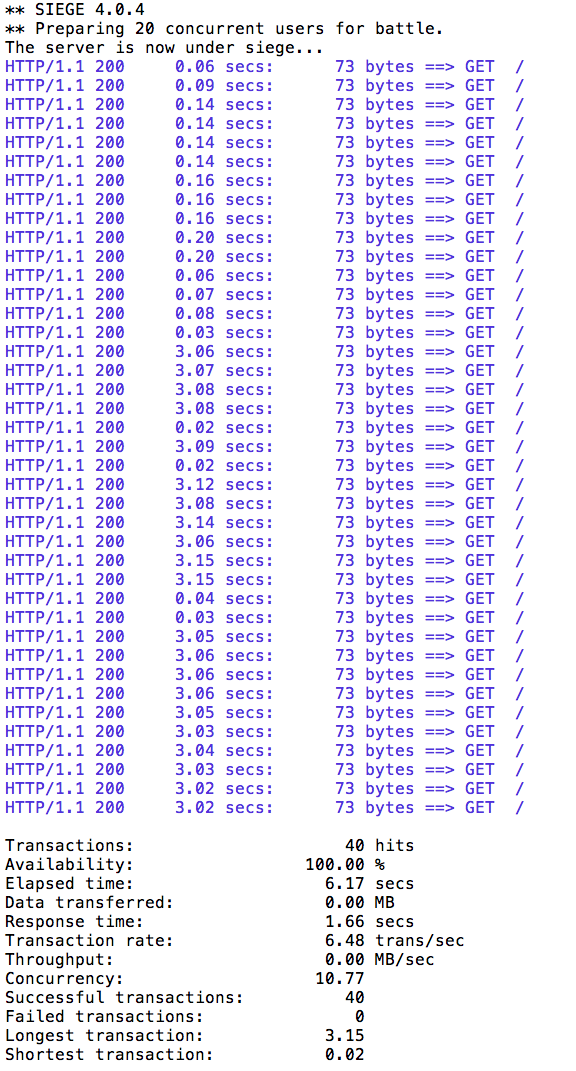 ** SIEGE 4.0.4
** Preparing 20 concurrent users for battle.
The server is now under siege...
HTTP/1.1 200     0.06 secs:      73 bytes ==> GET  /
HTTP/1.1 200     0.09 secs:      73 bytes ==> GET  /
HTTP/1.1 200     0.14 secs:      73 bytes ==> GET  /
HTTP/1.1 200     0.14 secs:      73 bytes ==> GET  /
HTTP/1.1 200     0.14 secs:      73 bytes ==> GET  /
HTTP/1.1 200     0.14 secs:      73 bytes ==> GET  /
HTTP/1.1 200     0.16 secs:      73 bytes ==> GET  /
HTTP/1.1 200     0.16 secs:      73 bytes ==> GET  /
HTTP/1.1 200     0.16 secs:      73 bytes ==> GET  /
HTTP/1.1 200     0.20 secs:      73 bytes ==> GET  /
HTTP/1.1 200     0.20 secs:      73 bytes ==> GET  /
HTTP/1.1 200     0.06 secs:      73 bytes ==> GET  /
HTTP/1.1 200     0.07 secs:      73 bytes ==> GET  /
HTTP/1.1 200     0.08 secs:      73 bytes ==> GET  /
HTTP/1.1 200     0.03 secs:      73 bytes ==> GET  /
HTTP/1.1 200     3.06 secs:      73 bytes ==> GET  /
HTTP/1.1 200     3.07 secs:      73 bytes ==> GET  /
HTTP/1.1 200     3.08 secs:      73 bytes ==> GET  /
HTTP/1.1 200     3.08 secs:      73 bytes ==> GET  /
HTTP/1.1 200     0.02 secs:      73 bytes ==> GET  /
HTTP/1.1 200     3.09 secs:      73 bytes ==> GET  /
HTTP/1.1 200     0.02 secs:      73 bytes ==> GET  /
HTTP/1.1 200     3.12 secs:      73 bytes ==> GET  /
HTTP/1.1 200     3.08 secs:      73 bytes ==> GET  /
HTTP/1.1 200     3.14 secs:      73 bytes ==> GET  /
HTTP/1.1 200     3.06 secs:      73 bytes ==> GET  /
HTTP/1.1 200     3.15 secs:      73 bytes ==> GET  /
HTTP/1.1 200     3.15 secs:      73 bytes ==> GET  /
HTTP/1.1 200     0.04 secs:      73 bytes ==> GET  /
HTTP/1.1 200     0.03 secs:      73 bytes ==> GET  /
HTTP/1.1 200     3.05 secs:      73 bytes ==> GET  /
HTTP/1.1 200     3.06 secs:      73 bytes ==> GET  /
HTTP/1.1 200     3.06 secs:      73 bytes ==> GET  /
HTTP/1.1 200     3.06 secs:      73 bytes ==> GET  /
HTTP/1.1 200     3.05 secs:      73 bytes ==> GET  /
HTTP/1.1 200     3.03 secs:      73 bytes ==> GET  /
HTTP/1.1 200     3.04 secs:      73 bytes ==> GET  /
HTTP/1.1 200     3.03 secs:      73 bytes ==> GET  /
HTTP/1.1 200     3.02 secs:      73 bytes ==> GET  /
HTTP/1.1 200     3.02 secs:      73 bytes ==> GET  /
Transactions:                     40 hits
Availability:                 100.00 %
Elapsed time:                   6.17 secs
Data transferred:               0.00 MB
Response time:                  1.66 secs
Transaction rate:               6.48 trans/sec
Throughput:                     0.00 MB/sec
Concurrency:                   10.77
Successful transactions:          40
Failed transactions:               0
Longest transaction:            3.15
Shortest transaction:           0.02